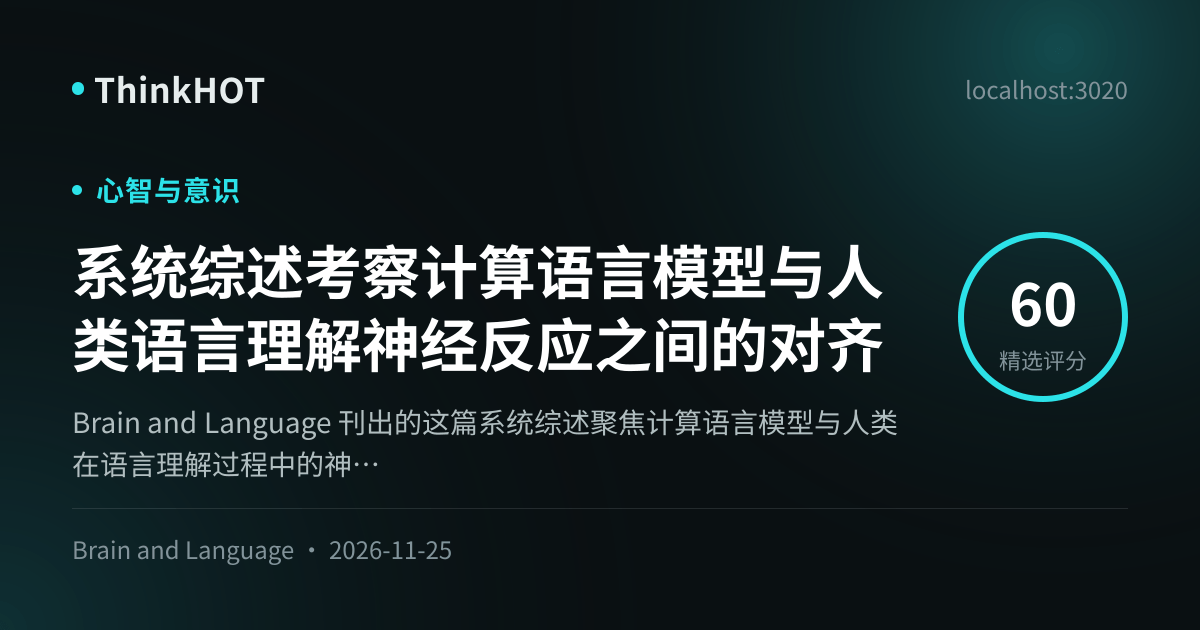 ThinkHOT
localhost:3020
心智与意识
系统综述考察计算语言模型与人
类语言理解神经反应之间的对齐
60
精选评分
Brain and Language 刊出的这篇系统综述聚焦计算语言模型与人类
在语言理解过程中的神…
Brain and Language · 2026-11-25